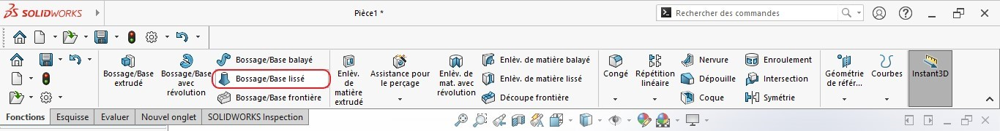 SOLIDWORKS
Pièce1 *
Rechercher des commandes
Bossage/Base
extrudé
Bossage/Base
avec
révolution
Bossage/Base balayé
Bossage/Base lissé
Bossage/Base frontière
Enlèv.
de
matière
extrudé
Assistance pour
le perçage
Enlèv. de
mat. avec
révolution
Enlèv. de matière balayé
Enlèv. de matière lissé
Découpe frontière
Congé
Répétition
linéaire
Nervure
Dépouille
Coque
Enroulement
Intersection
Symétrie
Géométrie
de référ...
Courbes
Instant3D
Fonctions
Esquisse
Evaluer
Nouvel onglet
SOLIDWORKS Inspection